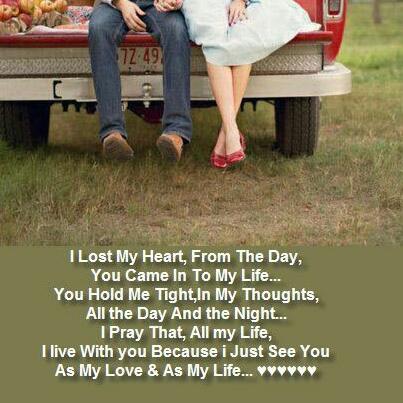 7Z 49
I Lost My Heart, From The Day,
You Came In To My Life...
You Hold Me Tight,In My Thoughts,
All the Day And the Night...
I Pray That, All my Life,
I live With you Because i Just See You
As My Love & As My Life... ♥♥♥♥♥♥